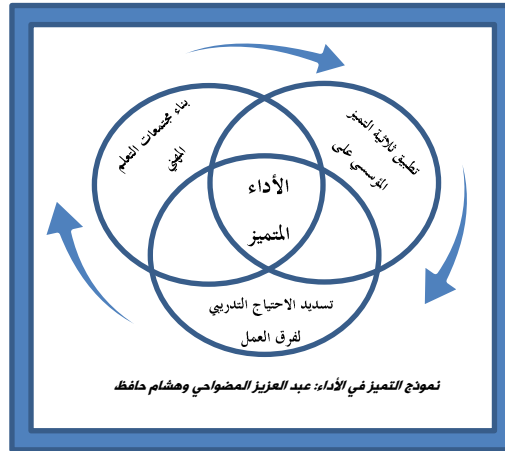 تطبيق ثلاثية التميز
المؤسسي على
بناء مجتمعات التعلم
المهني
الأداء
المتميز
تسديد الاحتياج التدريبي
لفرق العمل
نموذج التميز في الأداء: عبد العزيز المضواحي وهشام حافظ